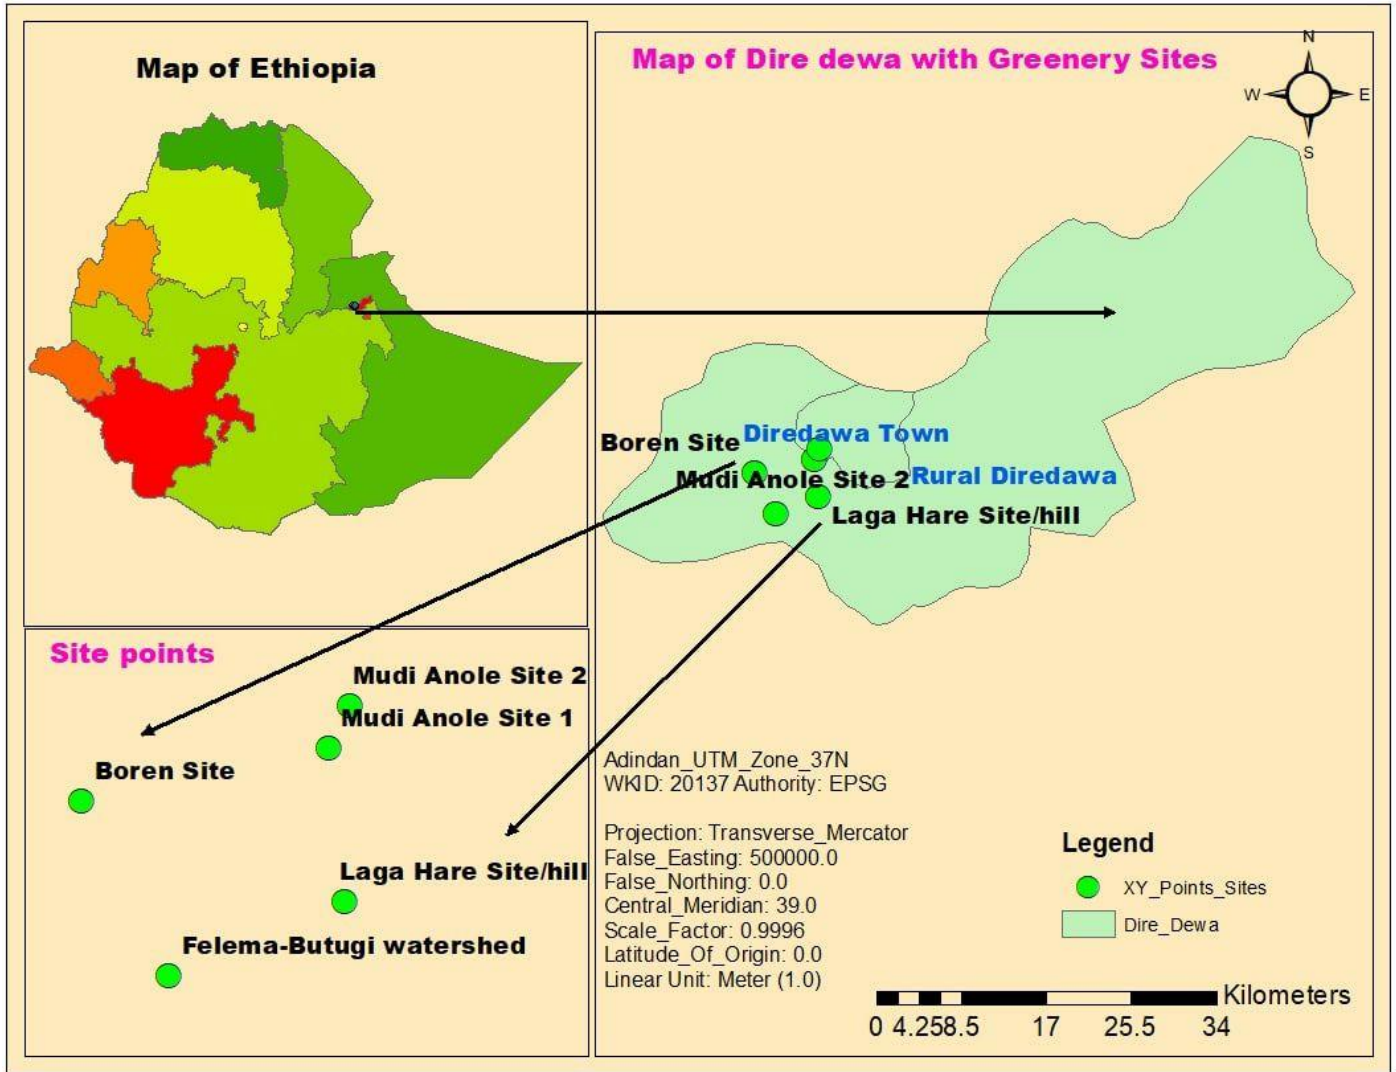 Map of Ethiopia
Map of Dire dewa with Greenery Sites
N
W
E
S
Boren Site
Diredawa Town
Mudi Anole Site 2
Rural Diredawa
Laga Hare Site/hill
Site points
Mudi Anole Site 2
Mudi Anole Site 1
Boren Site
Laga Hare Site/hill
Felema-Butugi watershed
Adindan_UTM_Zone_37N
WKID: 20137 Authority: EPSG
Projection: Transverse_Mercator
False_Easting: 500000.0
False_Northing: 0.0
Central_Meridian: 39.0
Scale_Factor: 0.9996
Latitude_Of_Origin: 0.0
Linear Unit: Meter (1.0)
Legend
XY_Points_Sites
Dire_Dewa
Kilometers
0 4.258.5 17 25.5 34